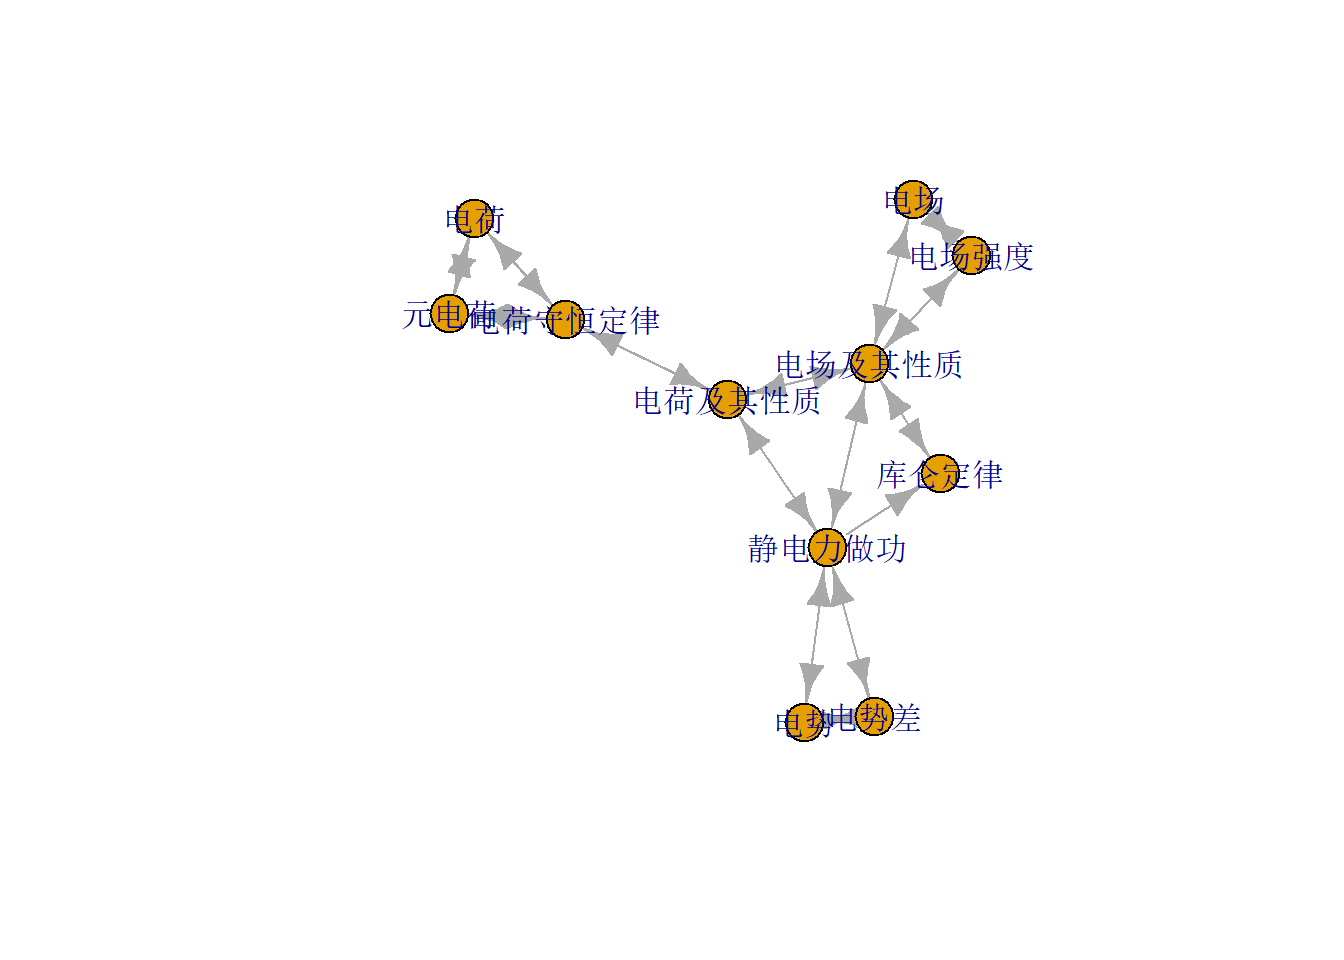 电场
电荷
电场强度
元电荷
电荷守恒定律
电场及其性质
电荷及其性质
库仑定律
静电力做功
电势
电势差